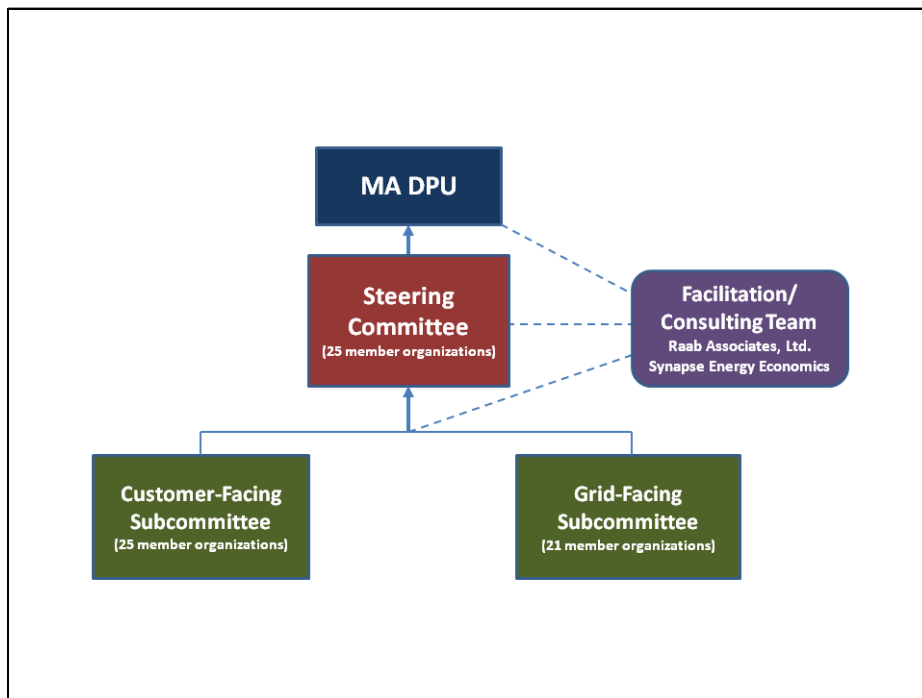 MA DPU
Steering
Committee
(25 member organizations)
Facilitation/
Consulting Team
Raab Associates, Ltd.
Synapse Energy Economics
Customer-Facing
Subcommittee
(25 member organizations)
Grid-Facing
Subcommittee
(21 member organizations)